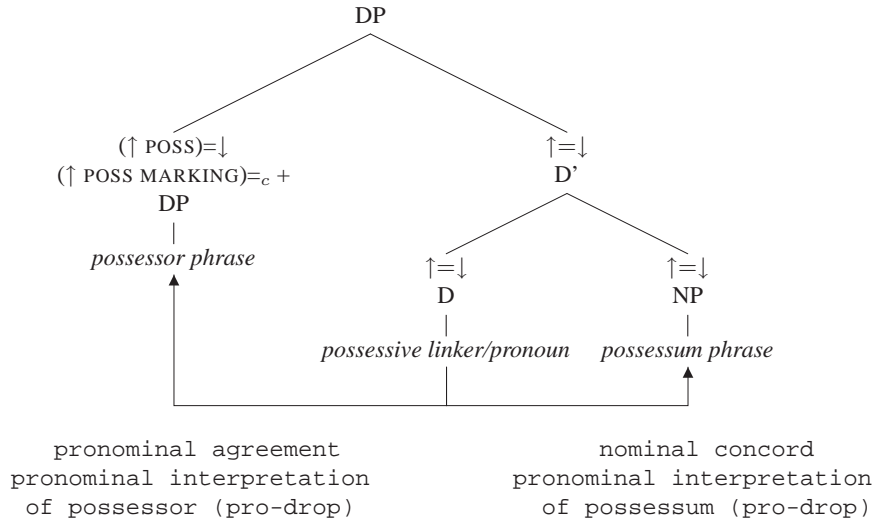 DP
(↑ POSS)=↓ ↑=↓
(↑ POSS MARKING)=c + D’
DP
possessor phrase ↑=↓ ↑=↓
D NP
possessive linker/pronoun possessum phrase
pronominal agreement nominal concord
pronominal interpretation pronominal interpretation
of possessor (pro-drop) of possessum (pro-drop)